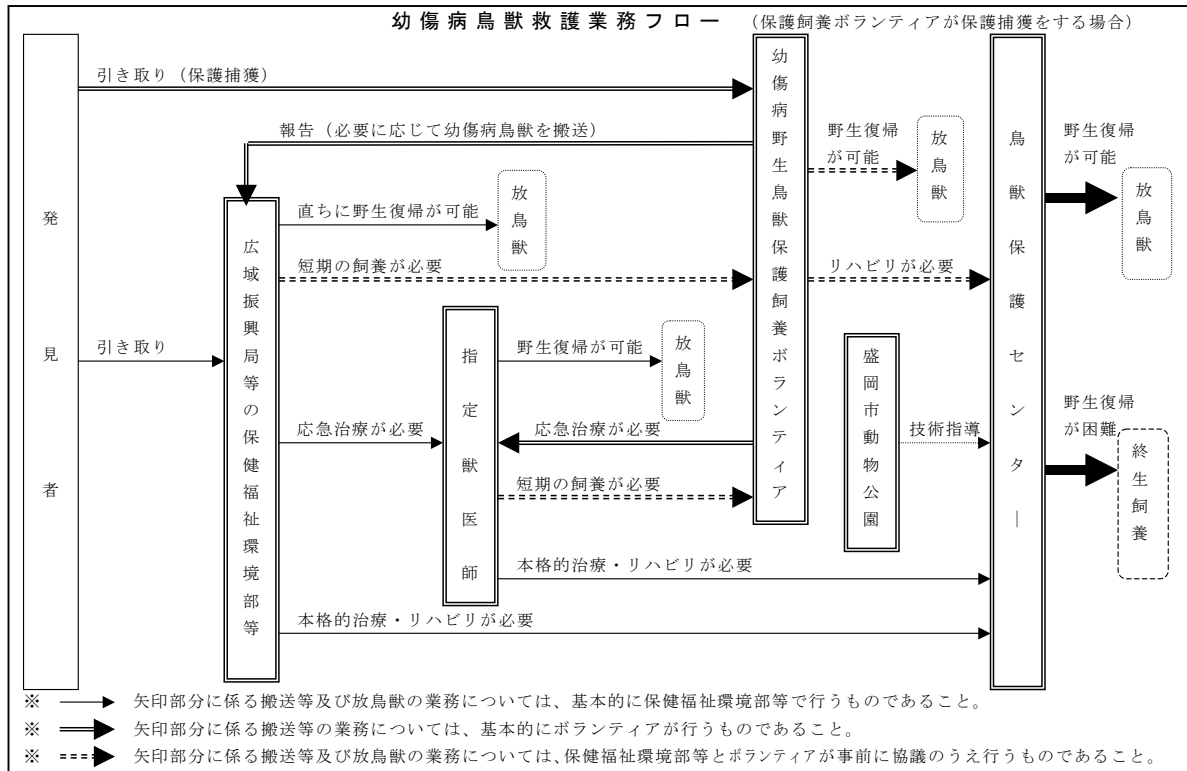 幼傷病鳥獣救護業務フロー （保護飼養ボランティアが保護捕獲をする場合）
発見者
引き取り（保護捕獲）
報告（必要に応じて幼傷病鳥獣を搬送）
引き取り
広域振興局等の保健福祉環境部等
直ちに野生復帰が可能
放鳥獣
短期の飼養が必要
応急治療が必要
本格的治療・リハビリが必要
指定獣医師
野生復帰が可能
放鳥獣
応急治療が必要
短期の飼養が必要
本格的治療・リハビリが必要
幼傷病野生鳥獣保護飼養ボランティア
野生復帰
が可能
放鳥獣
リハビリが必要
盛岡市動物公園
技術指導
鳥獣保護センター
野生復帰
が可能
放鳥獣
野生復帰
が困難
終生飼養
※ 矢印部分に係る搬送等及び放鳥獣の業務については、基本的に保健福祉環境部等で行うものであること。
※ 矢印部分に係る搬送等の業務については、基本的にボランティアが行うものであること。
※ 矢印部分に係る搬送等及び放鳥獣の業務については、保健福祉環境部等とボランティアが事前に協議のうえ行うものであること。